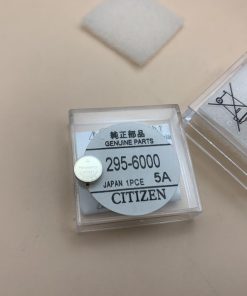 純正部品
GENUINE PARTS
295-6000
JAPAN 1PCE 5A
CITIZEN